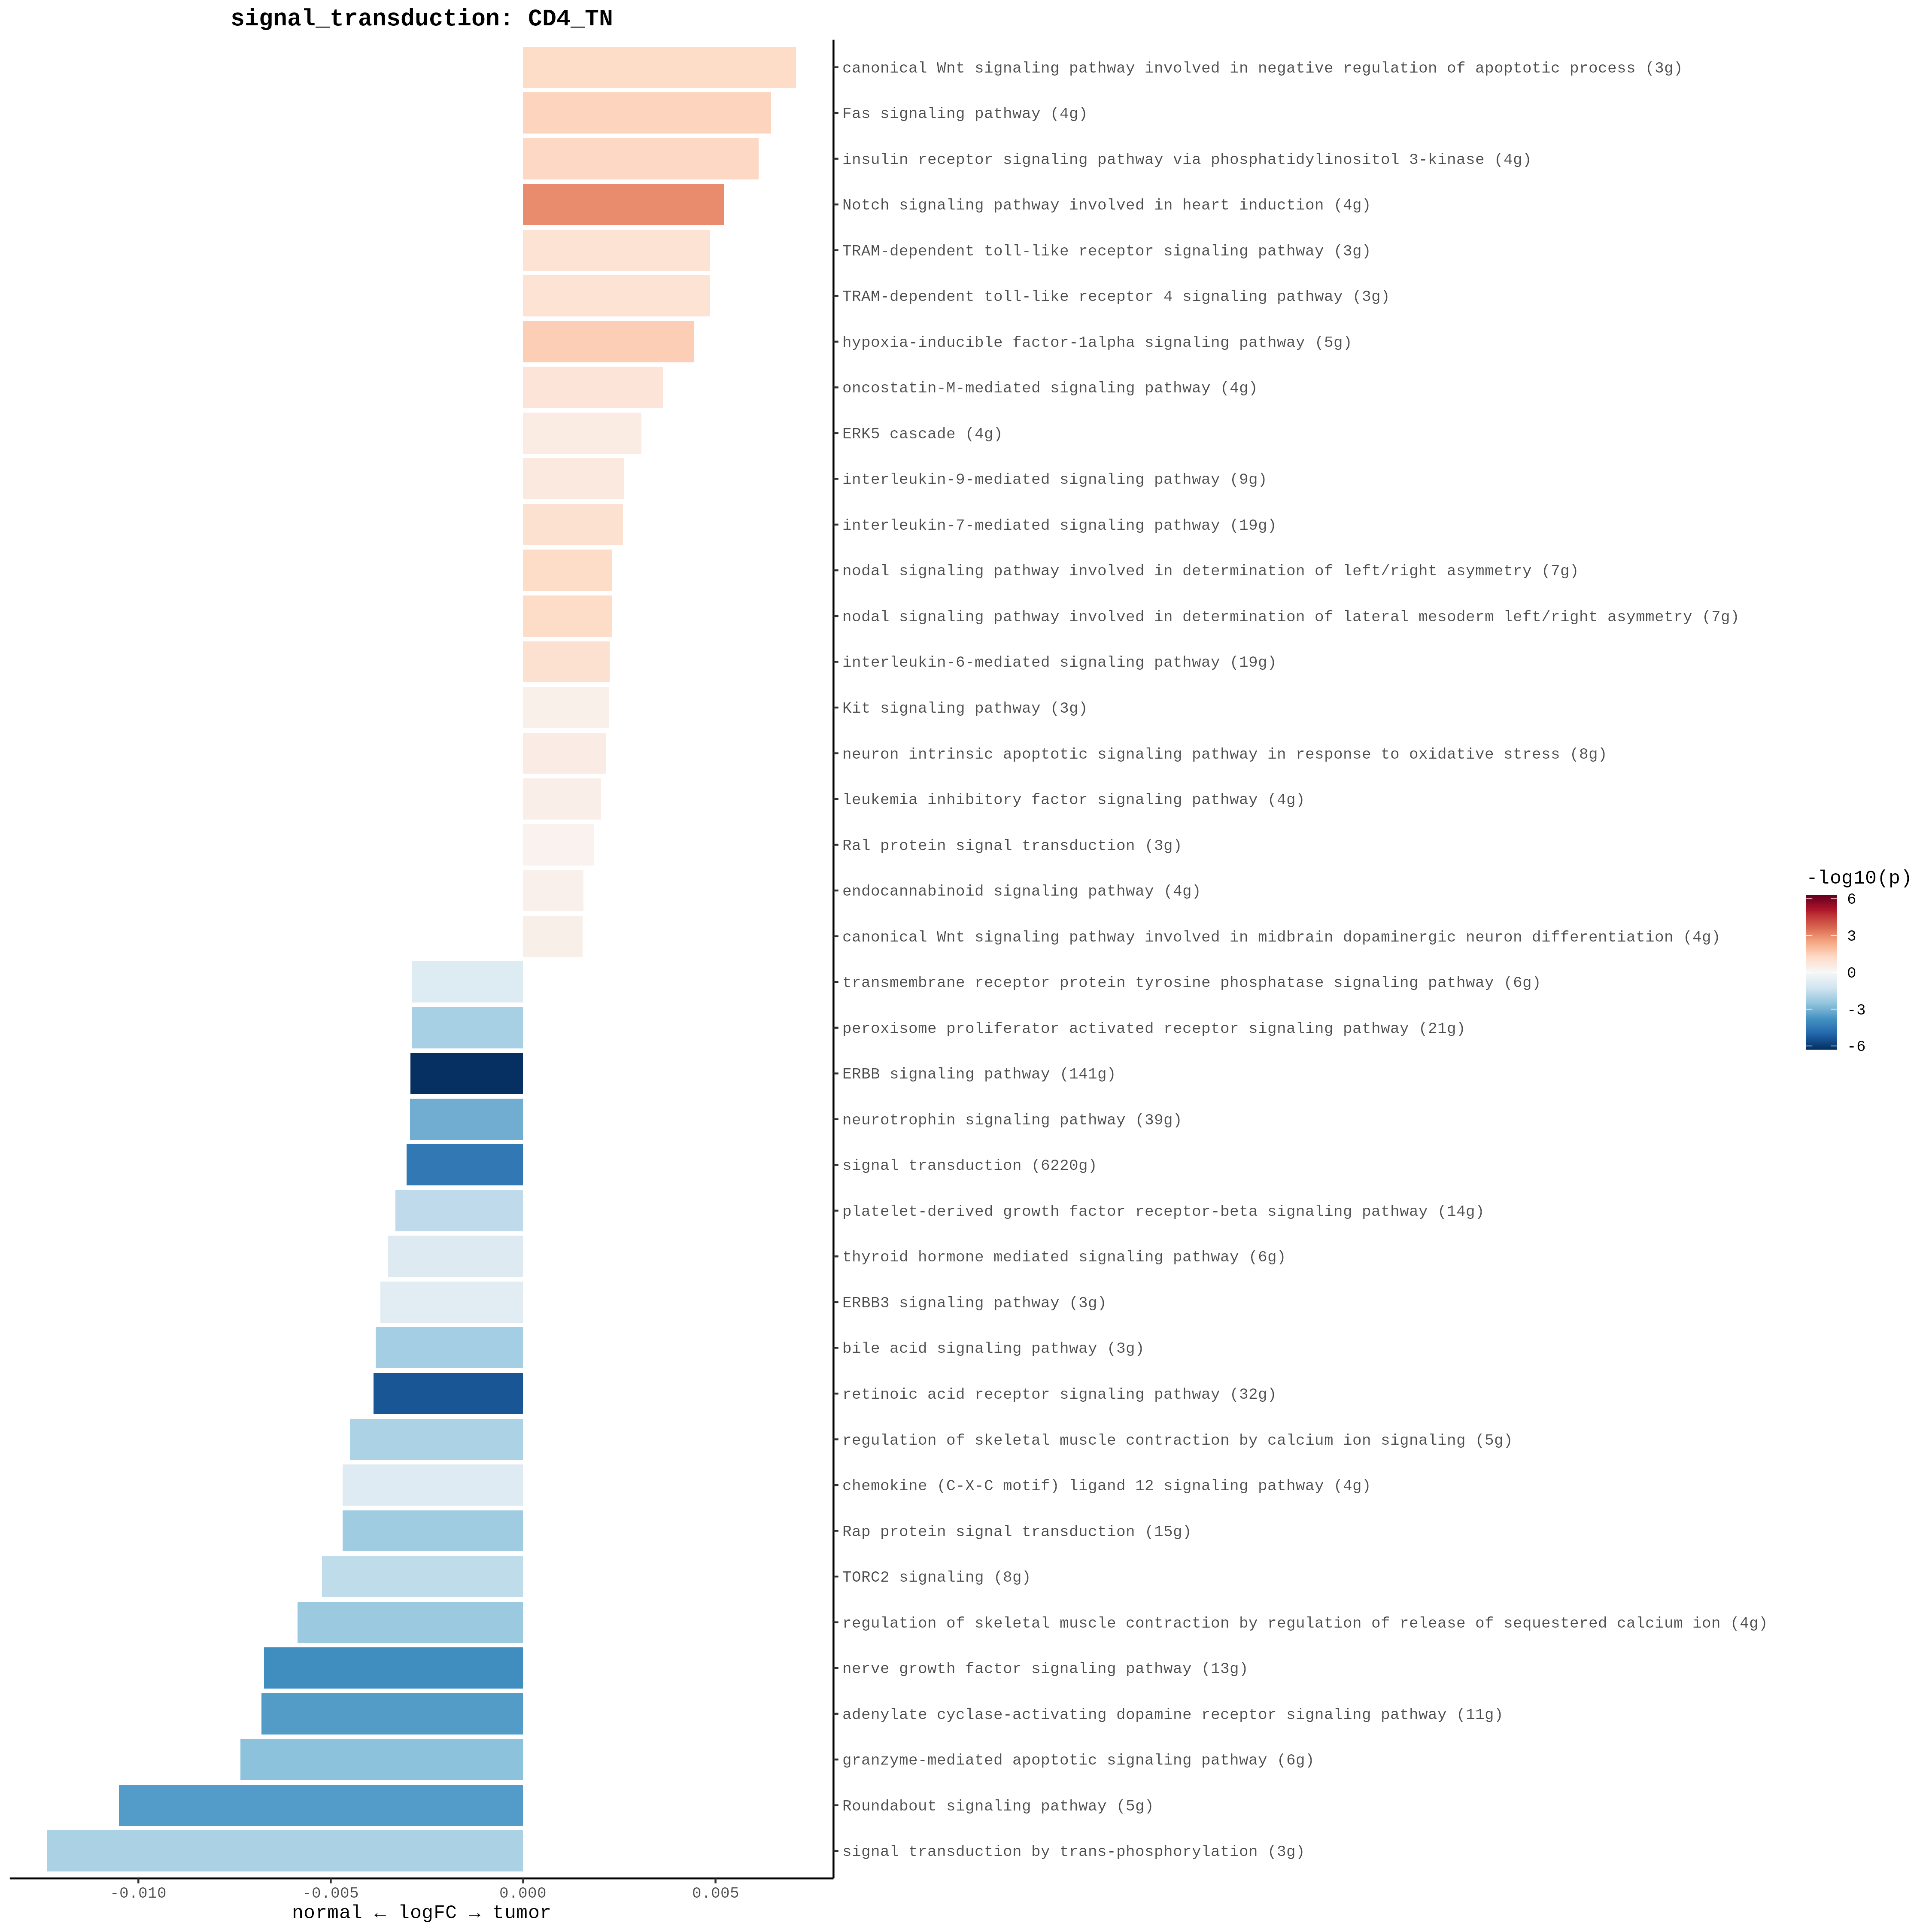 signal_transduction: CD4_TN
canonical Wnt signaling pathway involved in negative regulation of apoptotic process (3g)
Fas signaling pathway (4g)
insulin receptor signaling pathway via phosphatidylinositol 3-kinase (4g)
Notch signaling pathway involved in heart induction (4g)
TRAM-dependent toll-like receptor signaling pathway (3g)
TRAM-dependent toll-like receptor 4 signaling pathway (3g)
hypoxia-inducible factor-1alpha signaling pathway (5g)
oncostatin-M-mediated signaling pathway (4g)
ERK5 cascade (4g)
interleukin-9-mediated signaling pathway (9g)
interleukin-7-mediated signaling pathway (19g)
nodal signaling pathway involved in determination of left/right asymmetry (7g)
nodal signaling pathway involved in determination of lateral mesoderm left/right asymmetry (7g)
interleukin-6-mediated signaling pathway (19g)
Kit signaling pathway (3g)
neuron intrinsic apoptotic signaling pathway in response to oxidative stress (8g)
leukemia inhibitory factor signaling pathway (4g)
Ral protein signal transduction (3g)
endocannabinoid signaling pathway (4g)
canonical Wnt signaling pathway involved in midbrain dopaminergic neuron differentiation (4g)
transmembrane receptor protein tyrosine phosphatase signaling pathway (6g)
peroxisome proliferator activated receptor signaling pathway (21g)
ERBB signaling pathway (141g)
neurotrophin signaling pathway (39g)
signal transduction (6220g)
platelet-derived growth factor receptor-beta signaling pathway (14g)
thyroid hormone mediated signaling pathway (6g)
ERBB3 signaling pathway (3g)
bile acid signaling pathway (3g)
retinoic acid receptor signaling pathway (32g)
regulation of skeletal muscle contraction by calcium ion signaling (5g)
chemokine (C-X-C motif) ligand 12 signaling pathway (4g)
Rap protein signal transduction (15g)
TORC2 signaling (8g)
regulation of skeletal muscle contraction by regulation of release of sequestered calcium ion (4g)
nerve growth factor signaling pathway (13g)
adenylate cyclase-activating dopamine receptor signaling pathway (11g)
granzyme-mediated apoptotic signaling pathway (6g)
Roundabout signaling pathway (5g)
signal transduction by trans-phosphorylation (3g)
-0.010 -0.005 0.000 0.005
normal ← logFC → tumor
-log10(p)
6
3
0
-3
-6